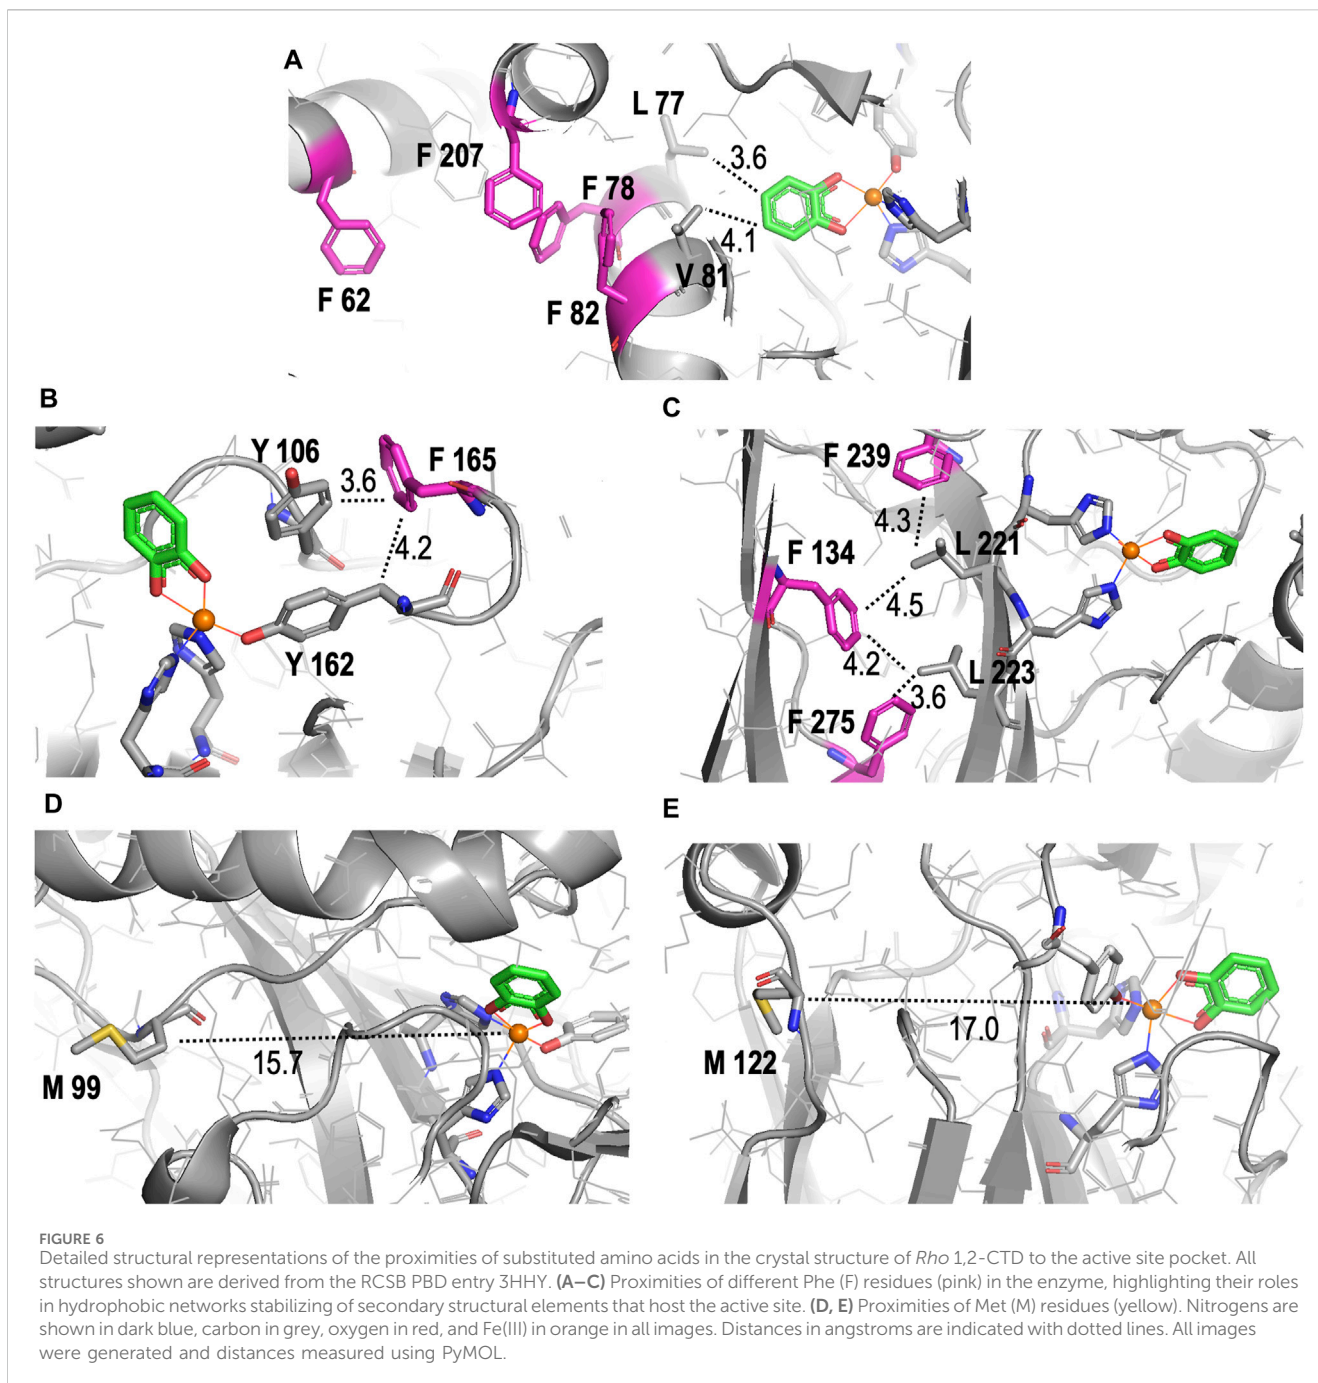 A
L 77
F 207
3.6
F 78
4.1
V 81
F 62
F 82
B
Y 106
F 165
3.6
4.2
Y 162
C
F 239
4.3
F 134
L 221
4.5
4.2
L 223
3.6
F 275
D
15.7
M 99
E
17.0
M 122
FIGURE 6
Detailed structural representations of the proximities of substituted amino acids in the crystal structure of Rho 1,2-CTD to the active site pocket. All
structures shown are derived from the RCSB PBD entry 3HHY. (A–C) Proximities of different Phe (F) residues (pink) in the enzyme, highlighting their roles
in hydrophobic networks stabilizing of secondary structural elements that host the active site. (D, E) Proximities of Met (M) residues (yellow). Nitrogens are
shown in dark blue, carbon in grey, oxygen in red, and Fe(III) in orange in all images. Distances in angstroms are indicated with dotted lines. All images
were generated and distances measured using PyMOL.